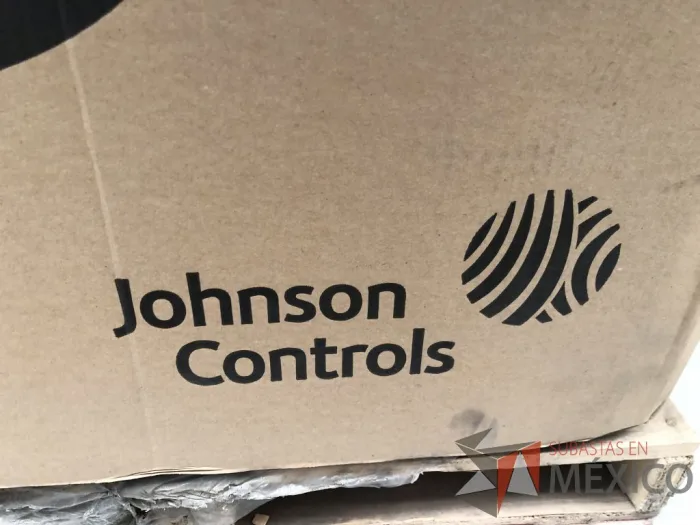 Johnson
Controls
SUBASTAS EN
MÉXICO